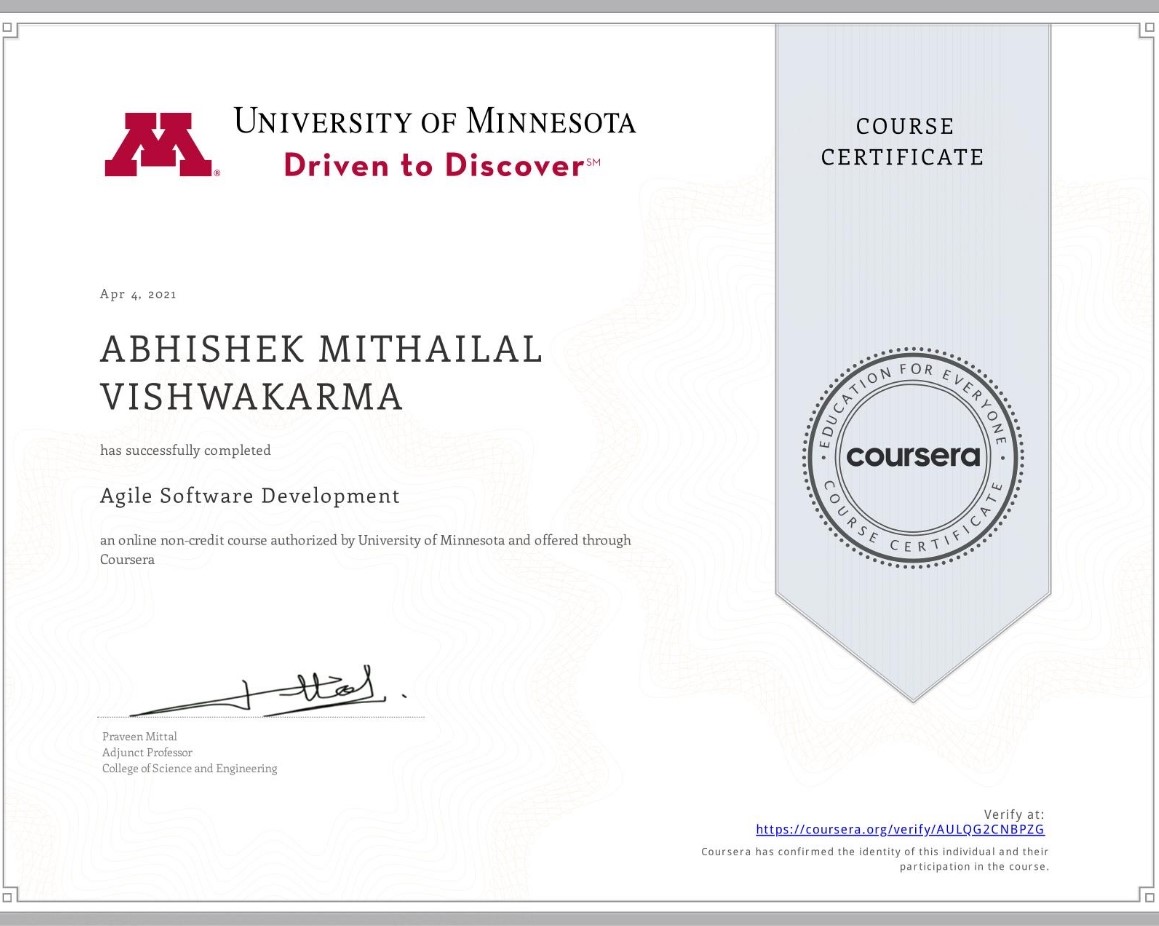 UNIVERSITY OF MINNESOTA
Driven to Discover℠
COURSE
CERTIFICATE
Apr 4, 2021
ABHISHEK MITHAILAL
VISHWAKARMA
has successfully completed
Agile Software Development
an online non-credit course authorized by University of Minnesota and offered through
Coursera
EDUCATION FOR EVERYONE
coursera
COURSE CERTIFICATE
Praveen Mittal
Adjunct Professor
College of Science and Engineering
Verify at:
https://coursera.org/verify/AULQG2CNBPZG
Coursera has confirmed the identity of this individual and their
participation in the course.